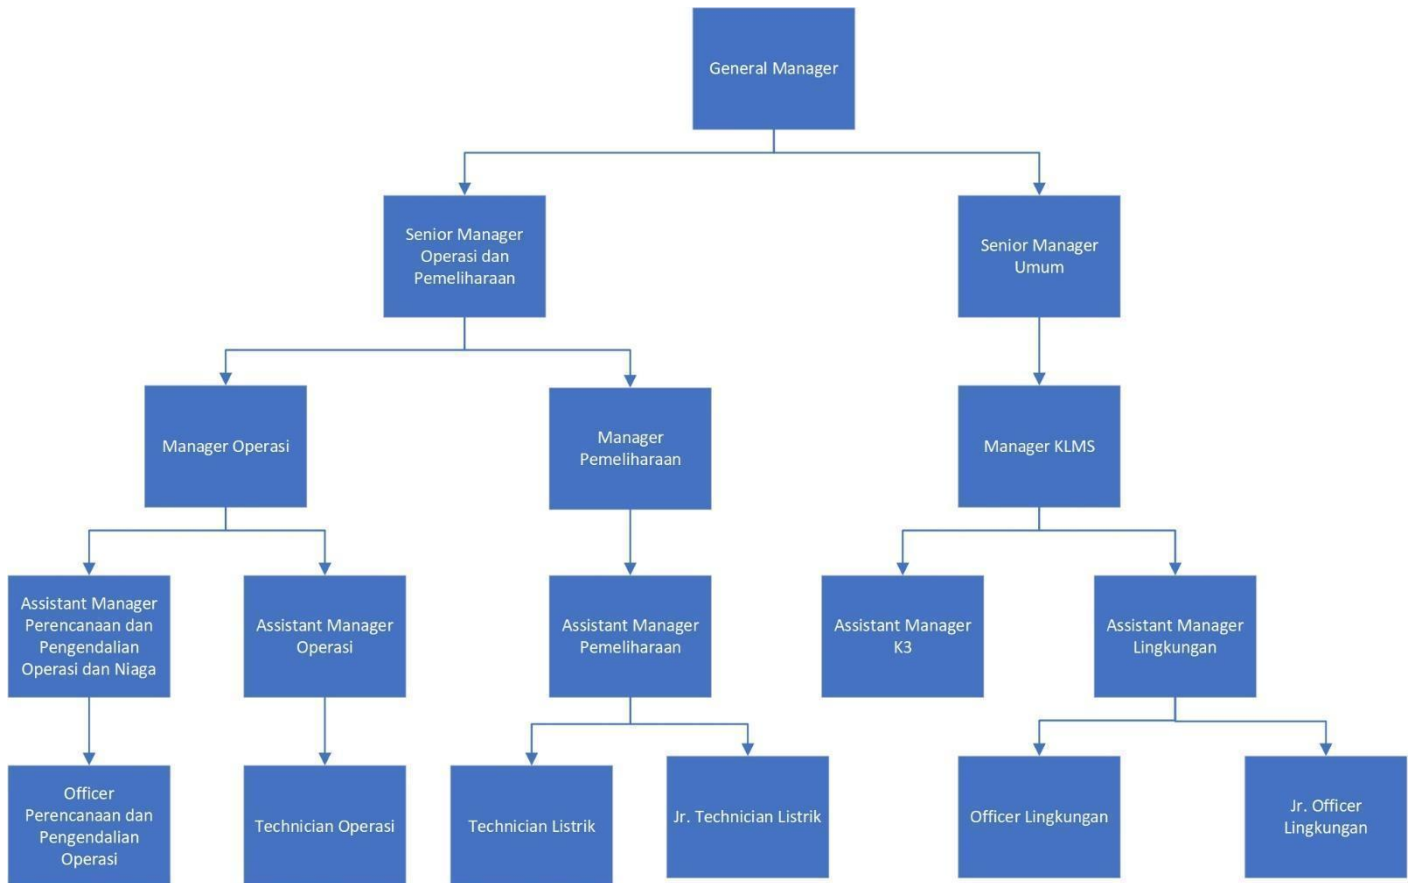 General Manager
Senior Manager
Operasi dan
Pemeliharaan
Senior Manager
Umum
Manager Operasi
Manager
Pemeliharaan
Manager KLMS
Assistant Manager
Perencanaan dan
Pengendalian
Operasi dan Niaga
Assistant Manager
Operasi
Assistant Manager
Pemeliharaan
Assistant Manager
K3
Assistant Manager
Lingkungan
Officer
Perencanaan dan
Pengendalian
Operasi
Technician Operasi
Technician Listrik
Jr. Technician Listrik
Officer Lingkungan
Jr. Officer
Lingkungan